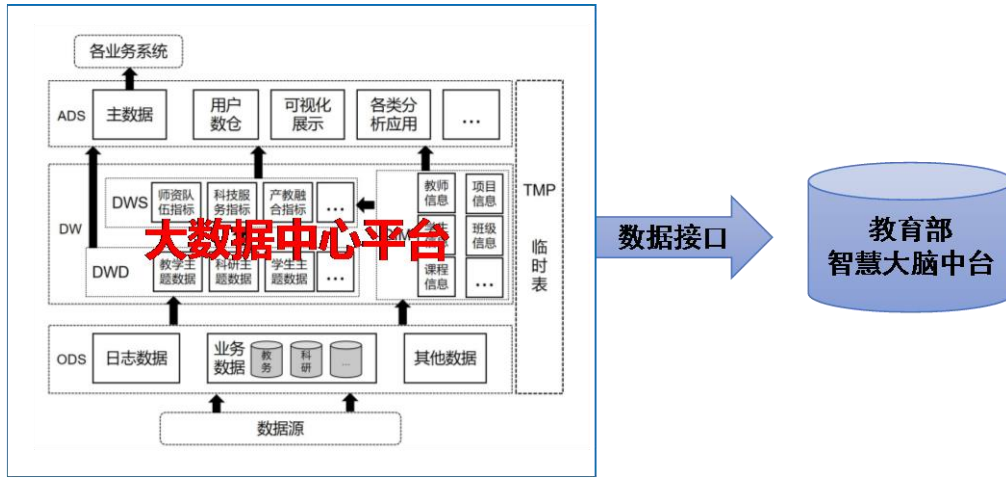 各业务系统
ADS
主数据
用户
数仓
可视化
展示
各类分
析应用
...
TMP
临
时
表
DW
DWS
师资队
伍指标
科技服
务指标
产教融
合指标
...
教师
信息
项目
信息
大数据中心平台
班级
信息
DWD
教学主
题数据
科研主
题数据
学生主
题数据
...
课程
信息
...
ODS
日志数据
业务
数据
教
务
科
研
...
其他数据
数据源
数据接口
教育部
智慧大脑中台